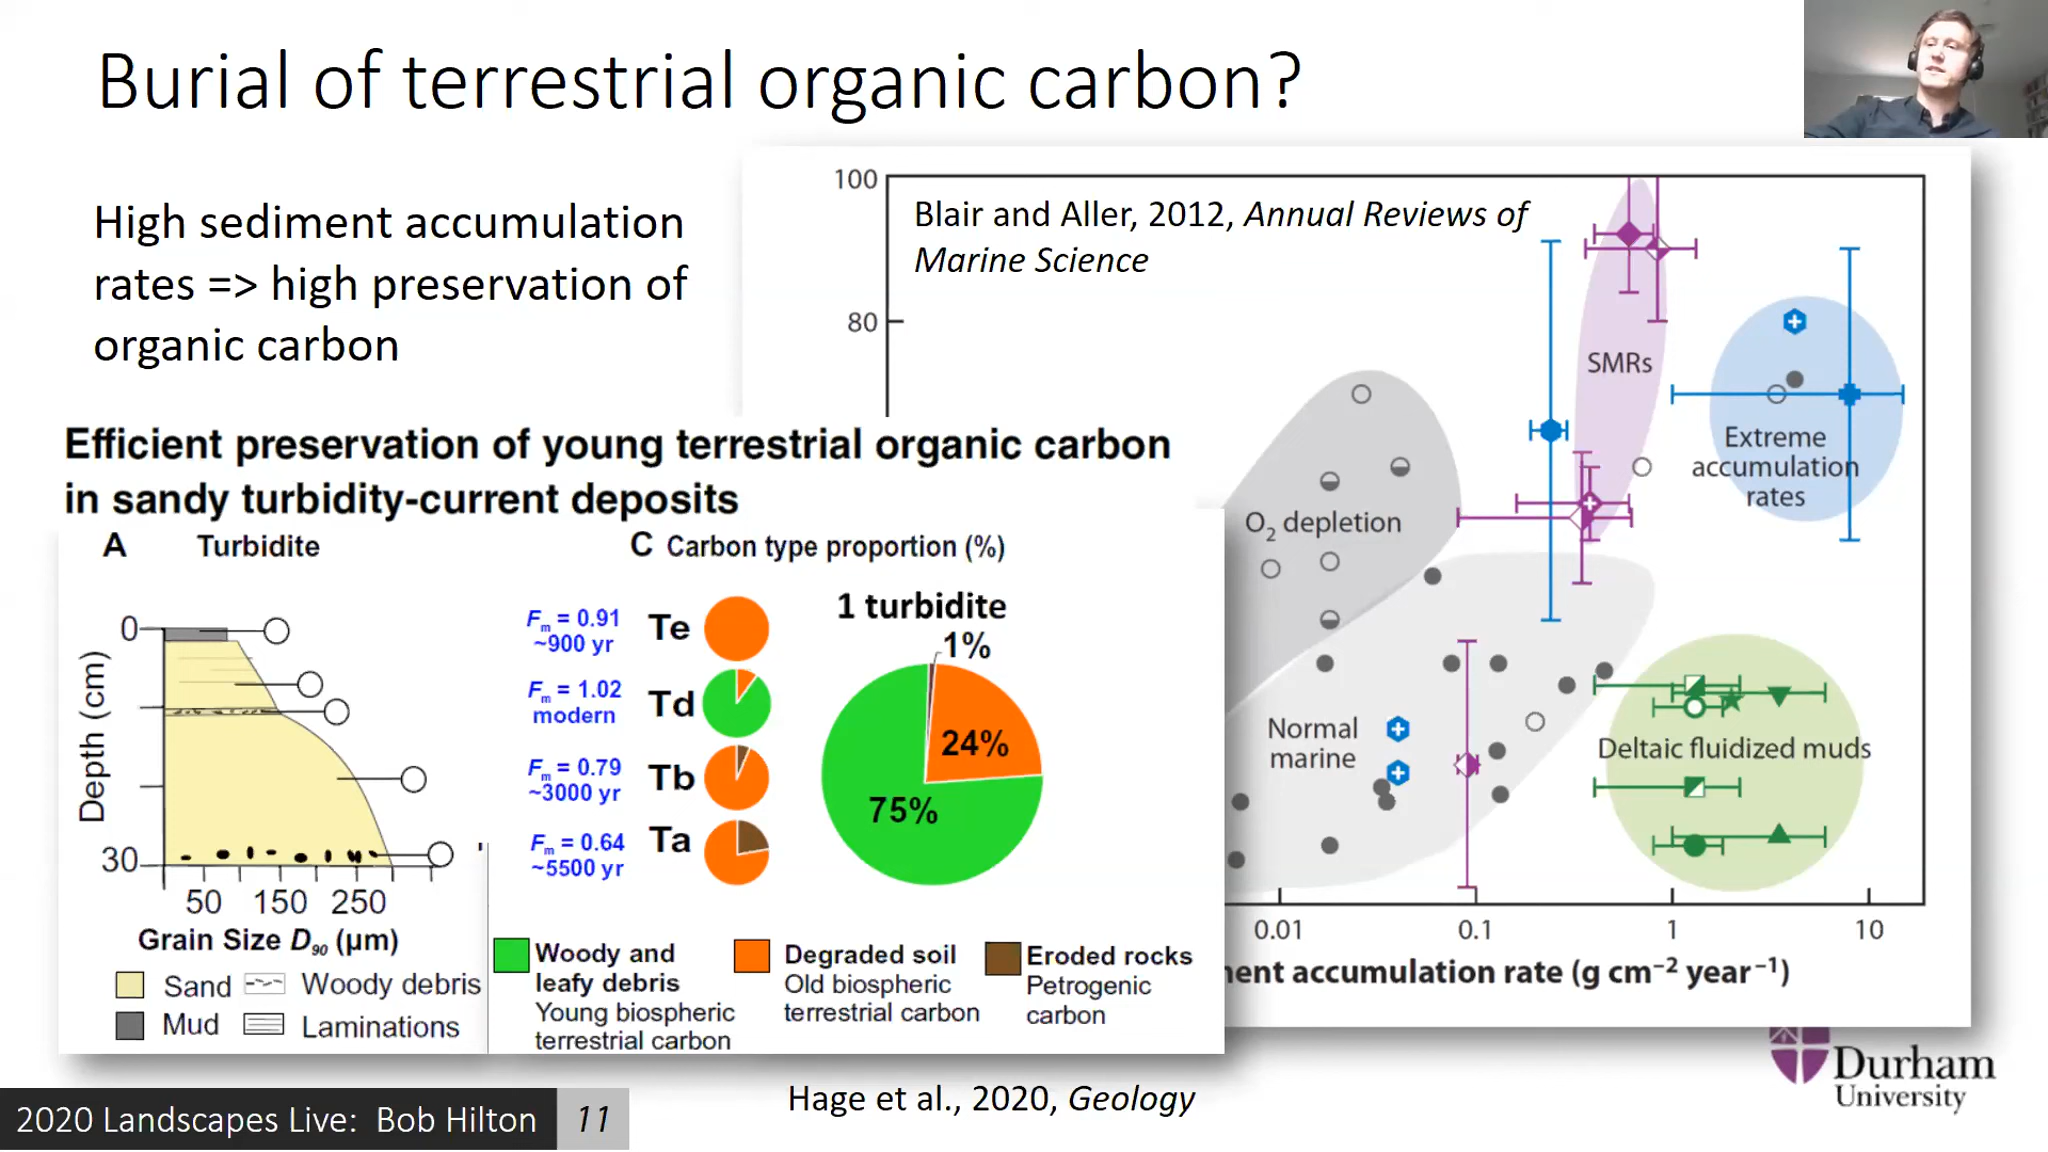 Burial of terrestrial organic carbon?
High sediment accumulation
rates => high preservation of
organic carbon
100
80
Blair and Aller, 2012, Annual Reviews of
Marine Science
SMRs
Extreme
accumulation
rates
O2 depletion
Normal
marine
Deltaic fluidized muds
0.01
0.1
1
10
accumulation rate (g cm−2 year−1)
Efficient preservation of young terrestrial organic carbon
in sandy turbidity-current deposits
A Turbidite
0
30
Depth (cm)
50 150 250
Grain Size D90 (µm)
Sand Woody debris
Mud Laminations
C Carbon type proportion (%)
Fm = 0.91
~900 yr
Te
Fm = 1.02
modern
Td
Fm = 0.79
~3000 yr
Tb
Fm = 0.64
~5500 yr
Ta
1 turbidite
1%
24%
75%
Woody and
leafy debris
Young biospheric
terrestrial carbon
Degraded soil
Old biospheric
terrestrial carbon
Eroded rocks
Petrogenic
carbon
Hage et al., 2020, Geology
Durham
University
2020 Landscapes Live: Bob Hilton 11